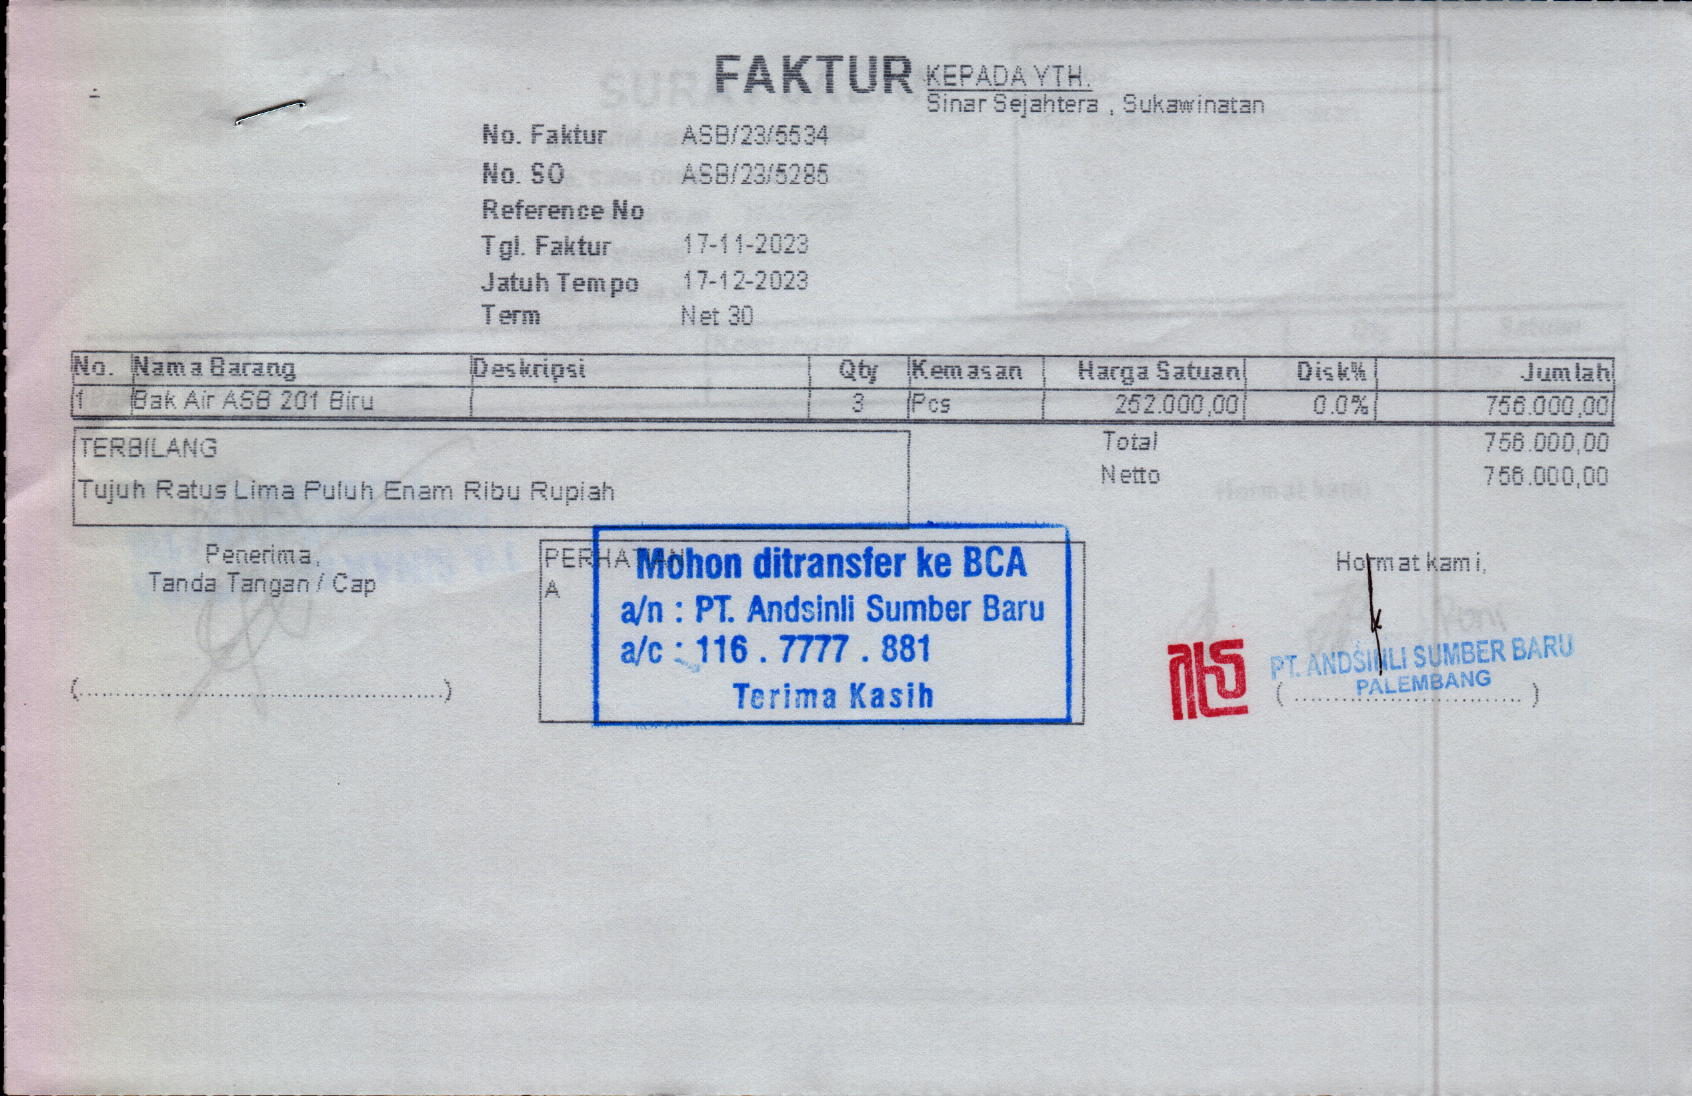 FAKTUR
KEPADA YTH.
Sinar Sejahtera , Sukawinatan
No. Faktur ASB/23/5534
No. SO ASB/23/5285
Reference No
Tgl. Faktur 17-11-2023
Jatuh Tempo 17-12-2023
Term Net 30
No. Nama Barang Deskripsi Qty Kemasan Harga Satuan Disk% Jumlah
1 Bak Air ASB 201 Biru 3 Pcs 252.000,00 0.0% 756.000,00
TERBILANG
Tujuh Ratus Lima Puluh Enam Ribu Rupiah
Total 756.000,00
Netto 756.000,00
Penerima,
Tanda Tangan / Cap
(................................................)
PERHATIAN
A
Mohon ditransfer ke BCA
a/n : PT. Andsinli Sumber Baru
a/c : 116 . 7777 . 881
Terima Kasih
Hormat kami,
PT. ANDSINLI SUMBER BARU
PALEMBANG
( .............................. )